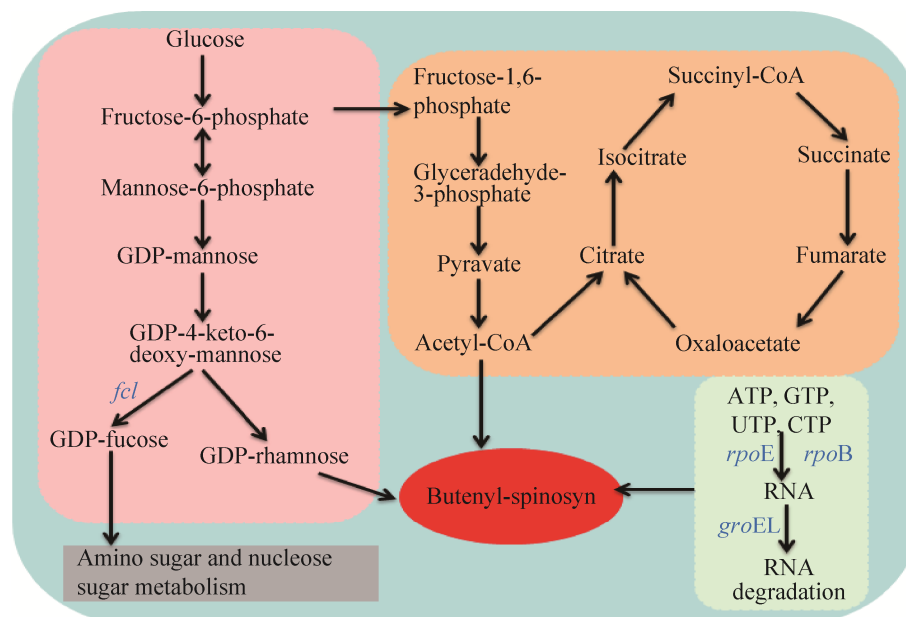 Glucose
Fructose-6-phosphate
Mannose-6-phosphate
GDP-mannose
GDP-4-keto-6-
deoxy-mannose
fcl
GDP-fucose
GDP-rhamnose
Amino sugar and nucleose
sugar metabolism
Fructose-1,6-
phosphate
Glyceradehyde-
3-phosphate
Pyravate
Acetyl-CoA
Succinyl-CoA
Isocitrate
Succinate
Citrate
Fumarate
Oxaloacetate
Butenyl-spinosyn
ATP, GTP,
UTP, CTP
rpoE rpoB
RNA
groEL
RNA
degradation